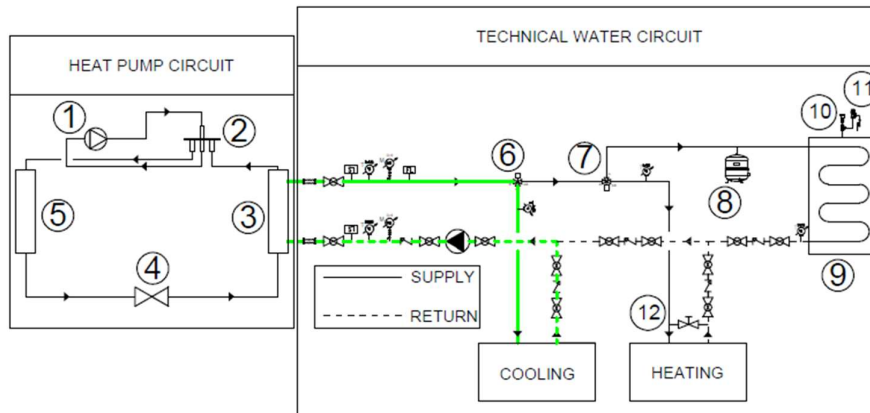 TECHNICAL WATER CIRCUIT
HEAT PUMP CIRCUIT
1
2
3
4
5
6
7
8
9
10
11
12
SUPPLY
RETURN
COOLING
HEATING